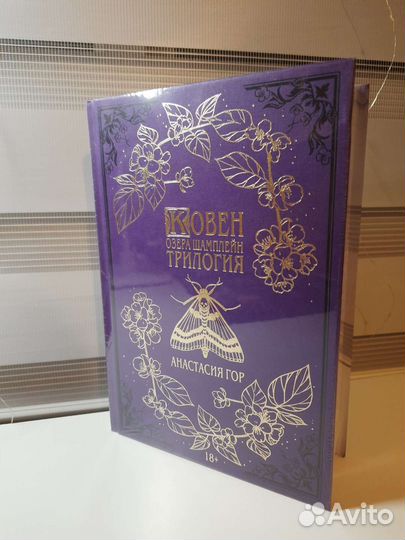 КОВЕН
ОЗЕРА ШАМПЛЕЙН
ТРИЛОГИЯ
АНАСТАСИЯ ГОР
18+
Avito